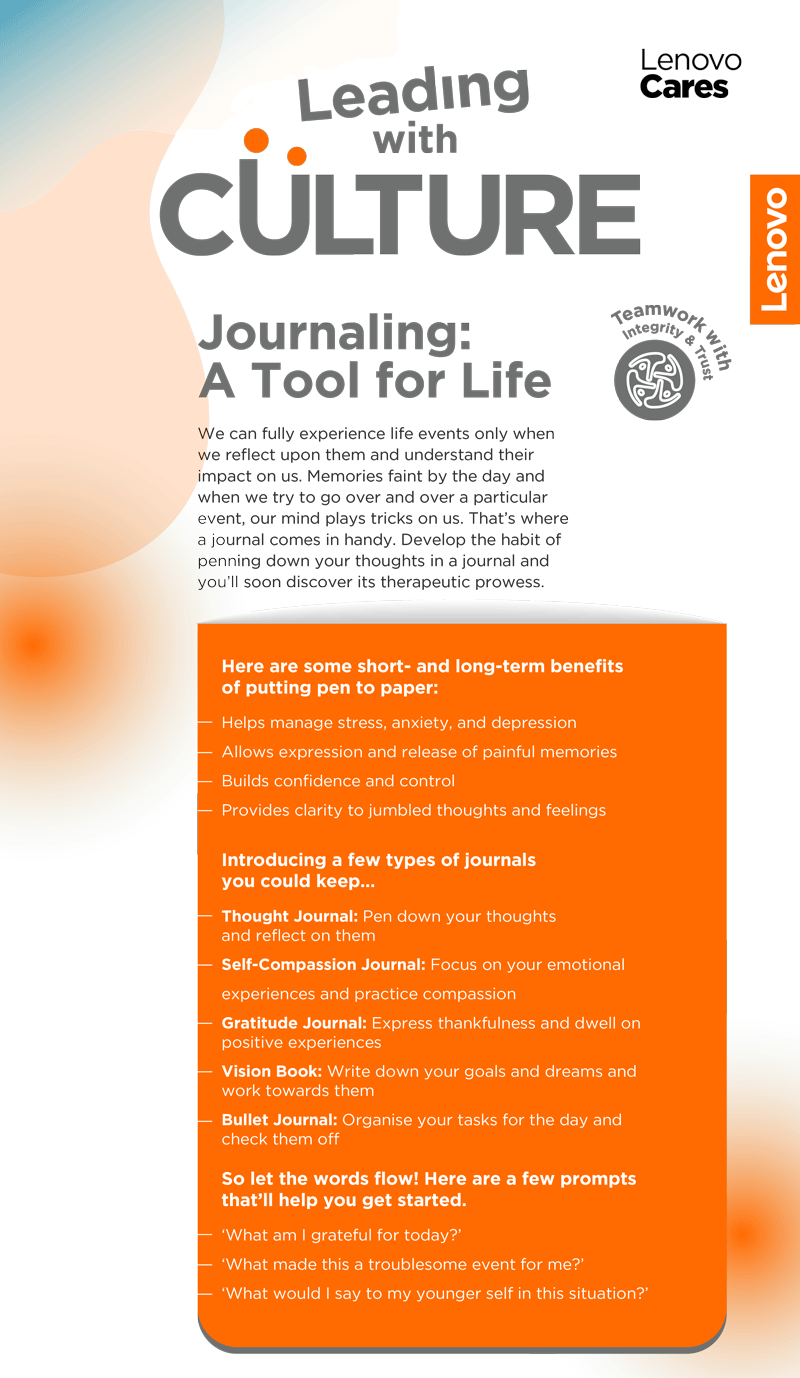 Lenovo
Cares
Leading
with
CÜLTURE
Lenovo
Journaling:
A Tool for Life
Teamwork with
Integrity & Trust
We can fully experience life events only when
we reflect upon them and understand their
impact on us. Memories faint by the day and
when we try to go over and over a particular
event, our mind plays tricks on us. That’s where
a journal comes in handy. Develop the habit of
penning down your thoughts in a journal and
you’ll soon discover its therapeutic prowess.
Here are some short- and long-term benefits
of putting pen to paper:
— Helps manage stress, anxiety, and depression
— Allows expression and release of painful memories
— Builds confidence and control
— Provides clarity to jumbled thoughts and feelings
Introducing a few types of journals
you could keep...
— Thought Journal: Pen down your thoughts
and reflect on them
— Self-Compassion Journal: Focus on your emotional
experiences and practice compassion
— Gratitude Journal: Express thankfulness and dwell on
positive experiences
— Vision Book: Write down your goals and dreams and
work towards them
— Bullet Journal: Organise your tasks for the day and
check them off
So let the words flow! Here are a few prompts
that’ll help you get started.
— ‘What am I grateful for today?’
— ‘What made this a troublesome event for me?’
— ‘What would I say to my younger self in this situation?’